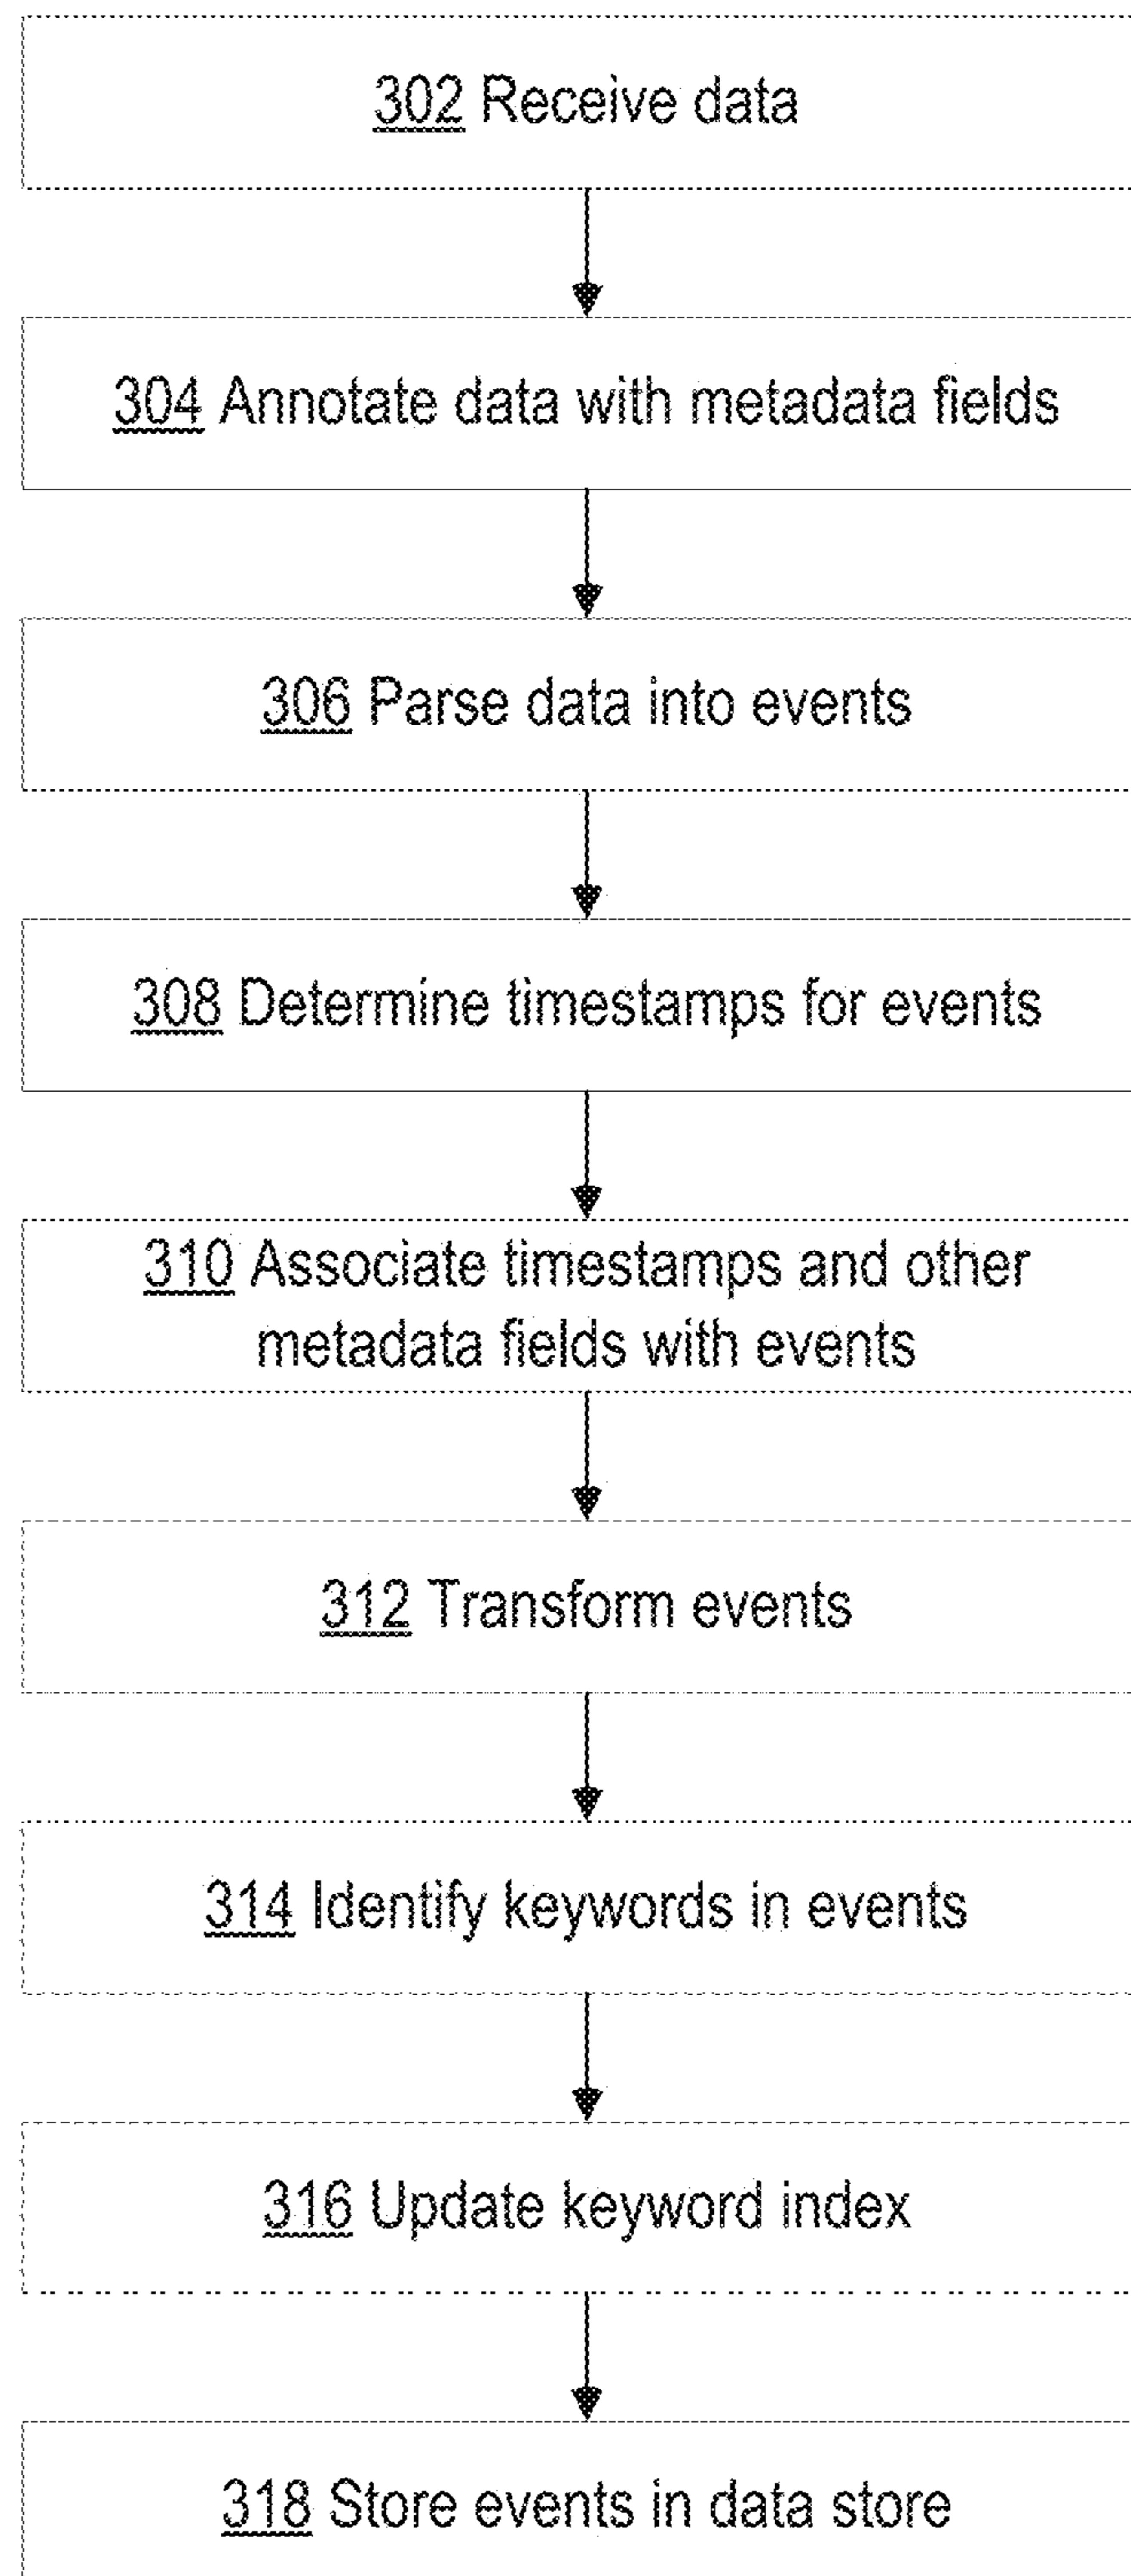 302 Receive data
304 Annotate data with metadata fields
306 Parse data into events
308 Determine timestamps for events
310 Associate timestamps and other
metadata fields with events
312 Transform events
314 Identify keywords in events
316 Update keyword index
318 Store events in data store